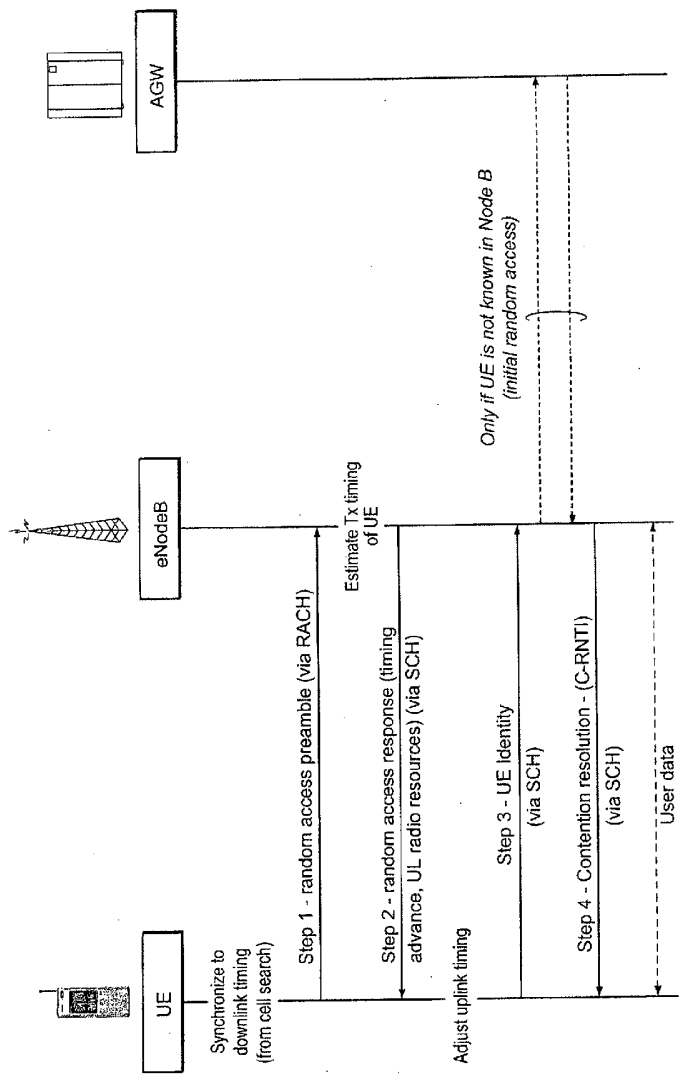 UE
eNodeB
AGW
Synchronize to
downlink timing
(from cell search)
Step 1 - random access preamble (via RACH)
Estimate Tx timing
of UE
Step 2 - random access response (timing
advance, UL radio resources) (via SCH)
Adjust uplink timing
Step 3 - UE Identity
(via SCH)
Only if UE is not known in Node B
(initial random access)
Step 4 - Contention resolution - (C-RNTI)
(via SCH)
User data